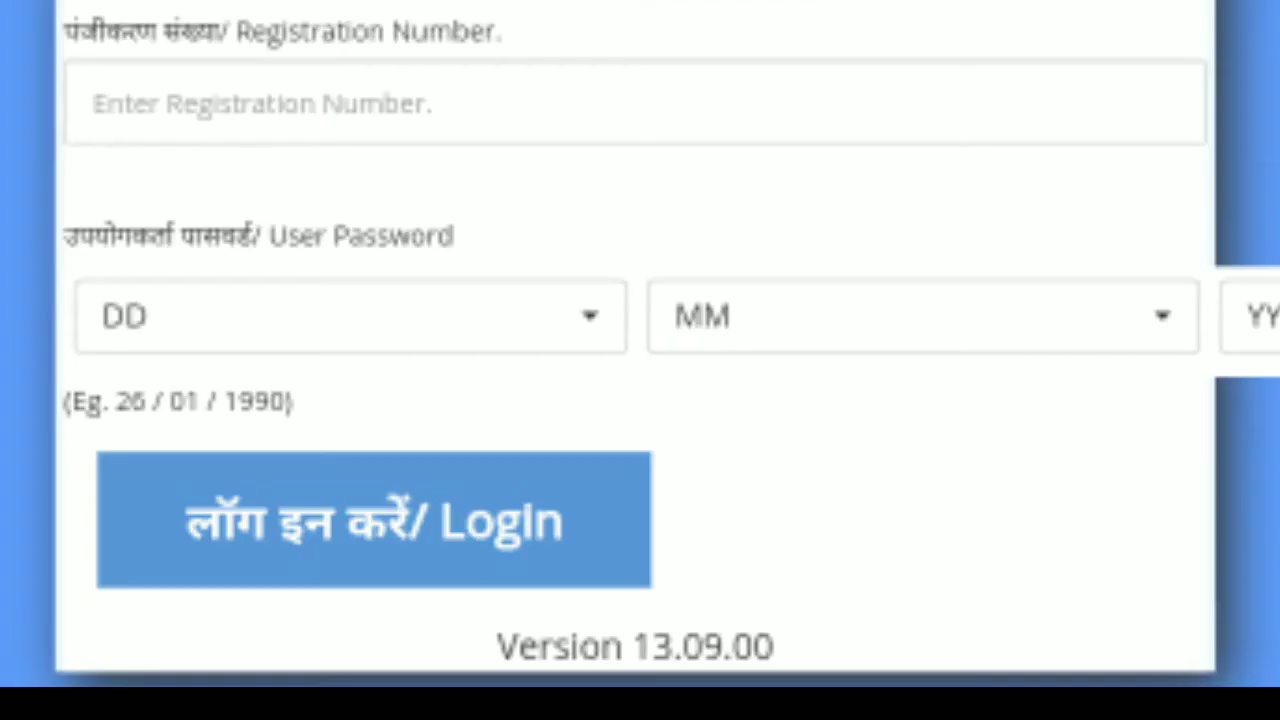 पंजीकरण संख्या/ Registration Number.
Enter Registration Number.
उपयोगकर्ता पासवर्ड/ User Password
DD MM YY
(Eg. 26 / 01 / 1990)
लॉग इन करें/ Login
Version 13.09.00